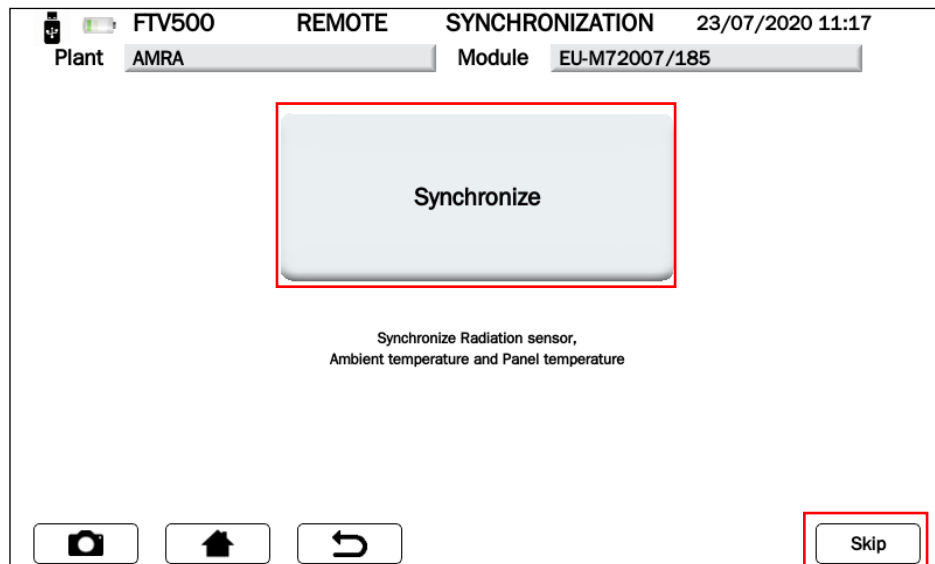 FTV500 REMOTE SYNCHRONIZATION 23/07/2020 11:17
Plant AMRA Module EU-M72007/185
Synchronize
Synchronize Radiation sensor,
Ambient temperature and Panel temperature
Skip